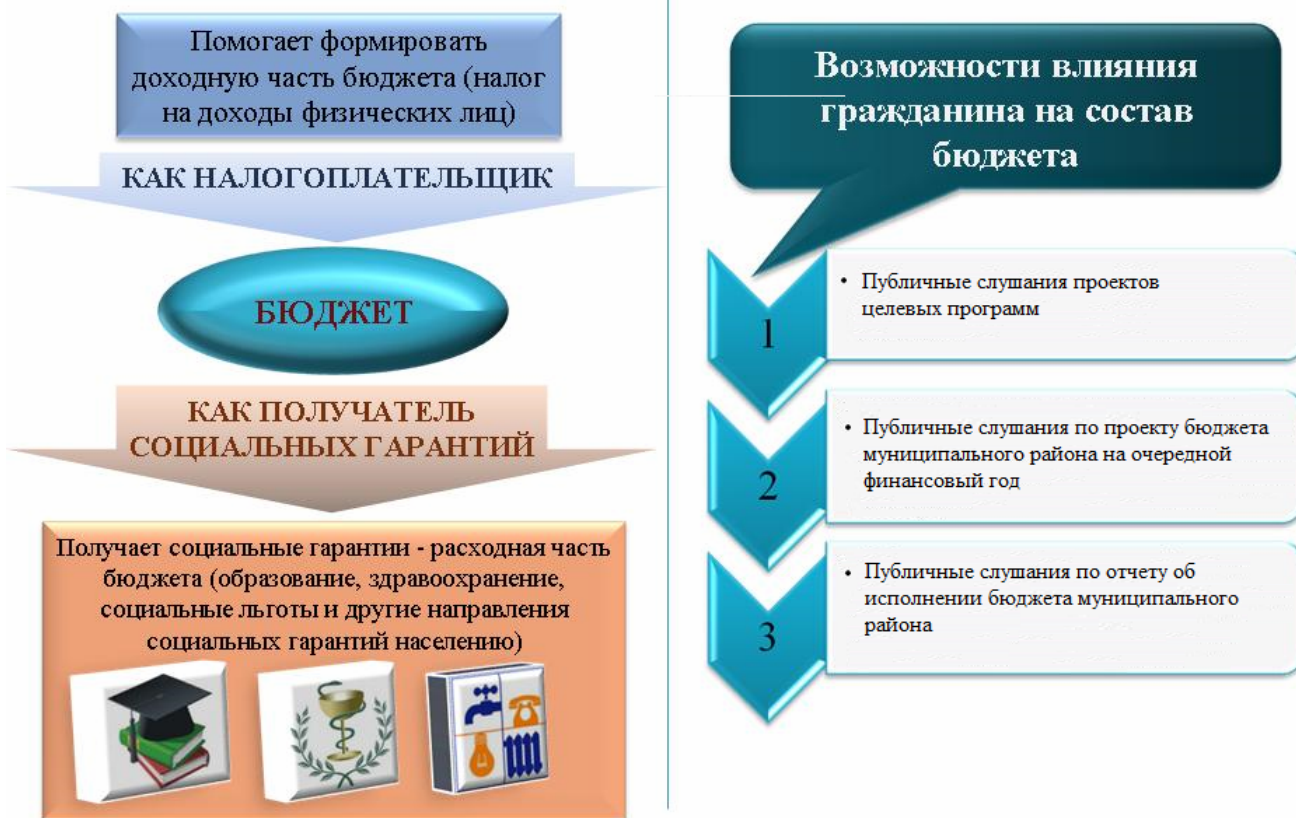 Помогает формировать
доходную часть бюджета (налог
на доходы физических лиц)
КАК НАЛОГОПЛАТЕЛЬЩИК
БЮДЖЕТ
КАК ПОЛУЧАТЕЛЬ
СОЦИАЛЬНЫХ ГАРАНТИЙ
Получает социальные гарантии - расходная часть
бюджета (образование, здравоохранение,
социальные льготы и другие направления
социальных гарантий населению)
Возможности влияния
гражданина на состав
бюджета
1
• Публичные слушания проектов
целевых программ
2
• Публичные слушания по проекту бюджета
муниципального района на очередной
финансовый год
3
• Публичные слушания по отчету об
исполнении бюджета муниципального
района